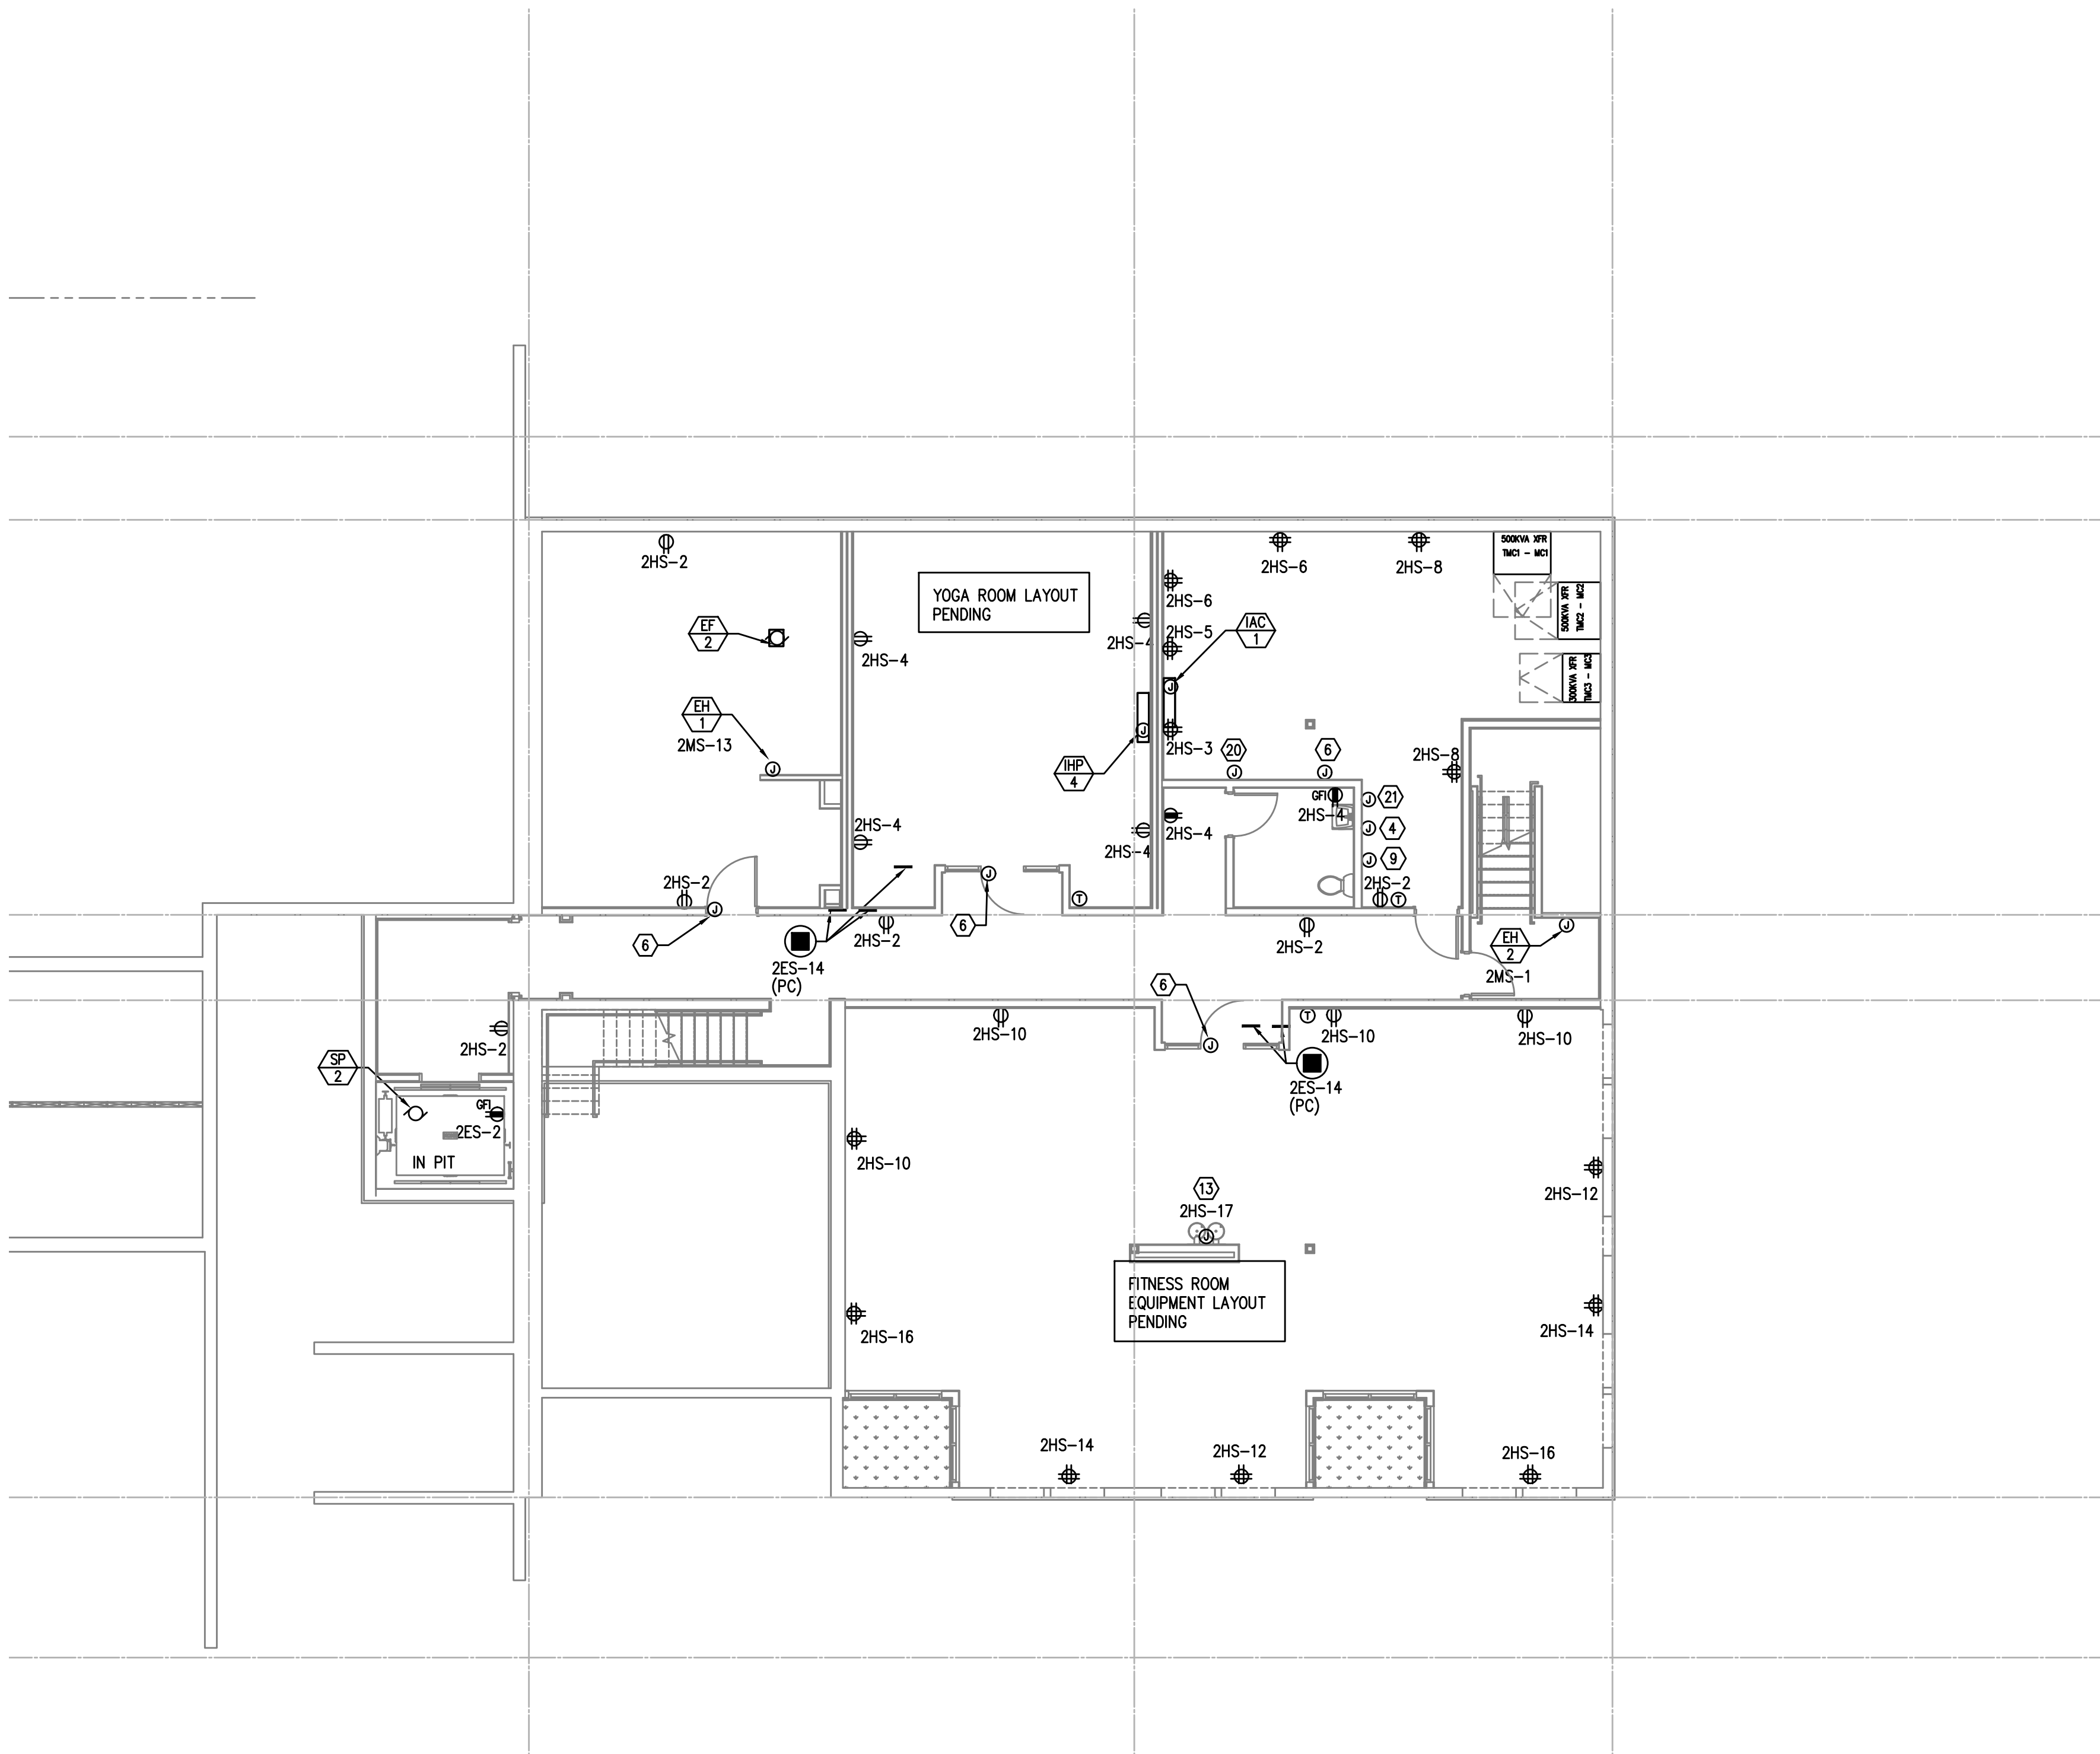 500KVA XFR
TMC1 - MC1
2HS-2
2HS-6
2HS-8
500KVA XFR
TMC2 - MC2
YOGA ROOM LAYOUT
PENDING
2HS-6
EF
2
2HS-4
2HS-4
2HS-5
IAC
1
300KVA XFR
TMC3 - MC3
J
EH
1
2MS-13
J
J
2HS-3
20
6
2HS-8
IHP
4
J
J
J
GFI
2HS-4
J
21
2HS-4
2HS-4
2HS-4
J
4
J
9
2HS-2
J
2HS-2
T
T
J
6
2HS-2
6
2HS-2
EH
2
J
2ES-14
(PC)
2MS-1
6
2HS-2
2HS-10
J
T
2HS-10
2HS-10
SP
2
2ES-14
(PC)
GFI
2ES-2
IN PIT
2HS-10
2HS-12
13
2HS-17
J
FITNESS ROOM
EQUIPMENT LAYOUT
PENDING
2HS-16
2HS-14
2HS-14
2HS-12
2HS-16